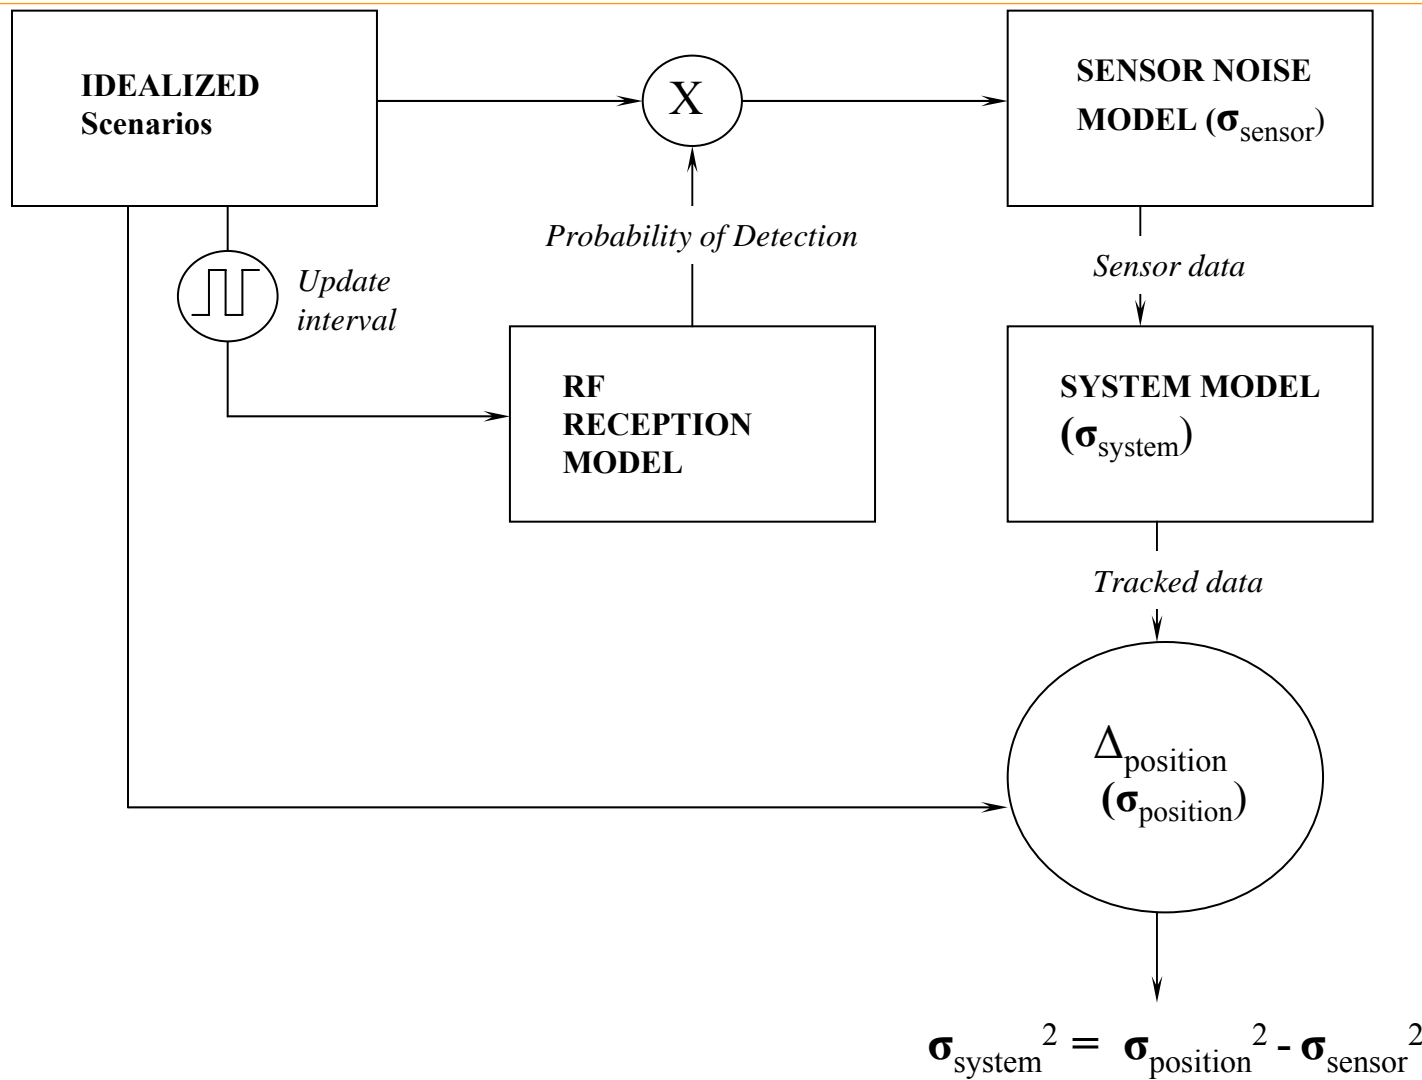 IDEALIZED
Scenarios
X
SENSOR NOISE
MODEL (σsensor)
Probability of Detection
Update
interval
Sensor data
RF
RECEPTION
MODEL
SYSTEM MODEL
(σsystem)
Tracked data
Δposition
(σposition)
σsystem² = σposition² - σsensor²